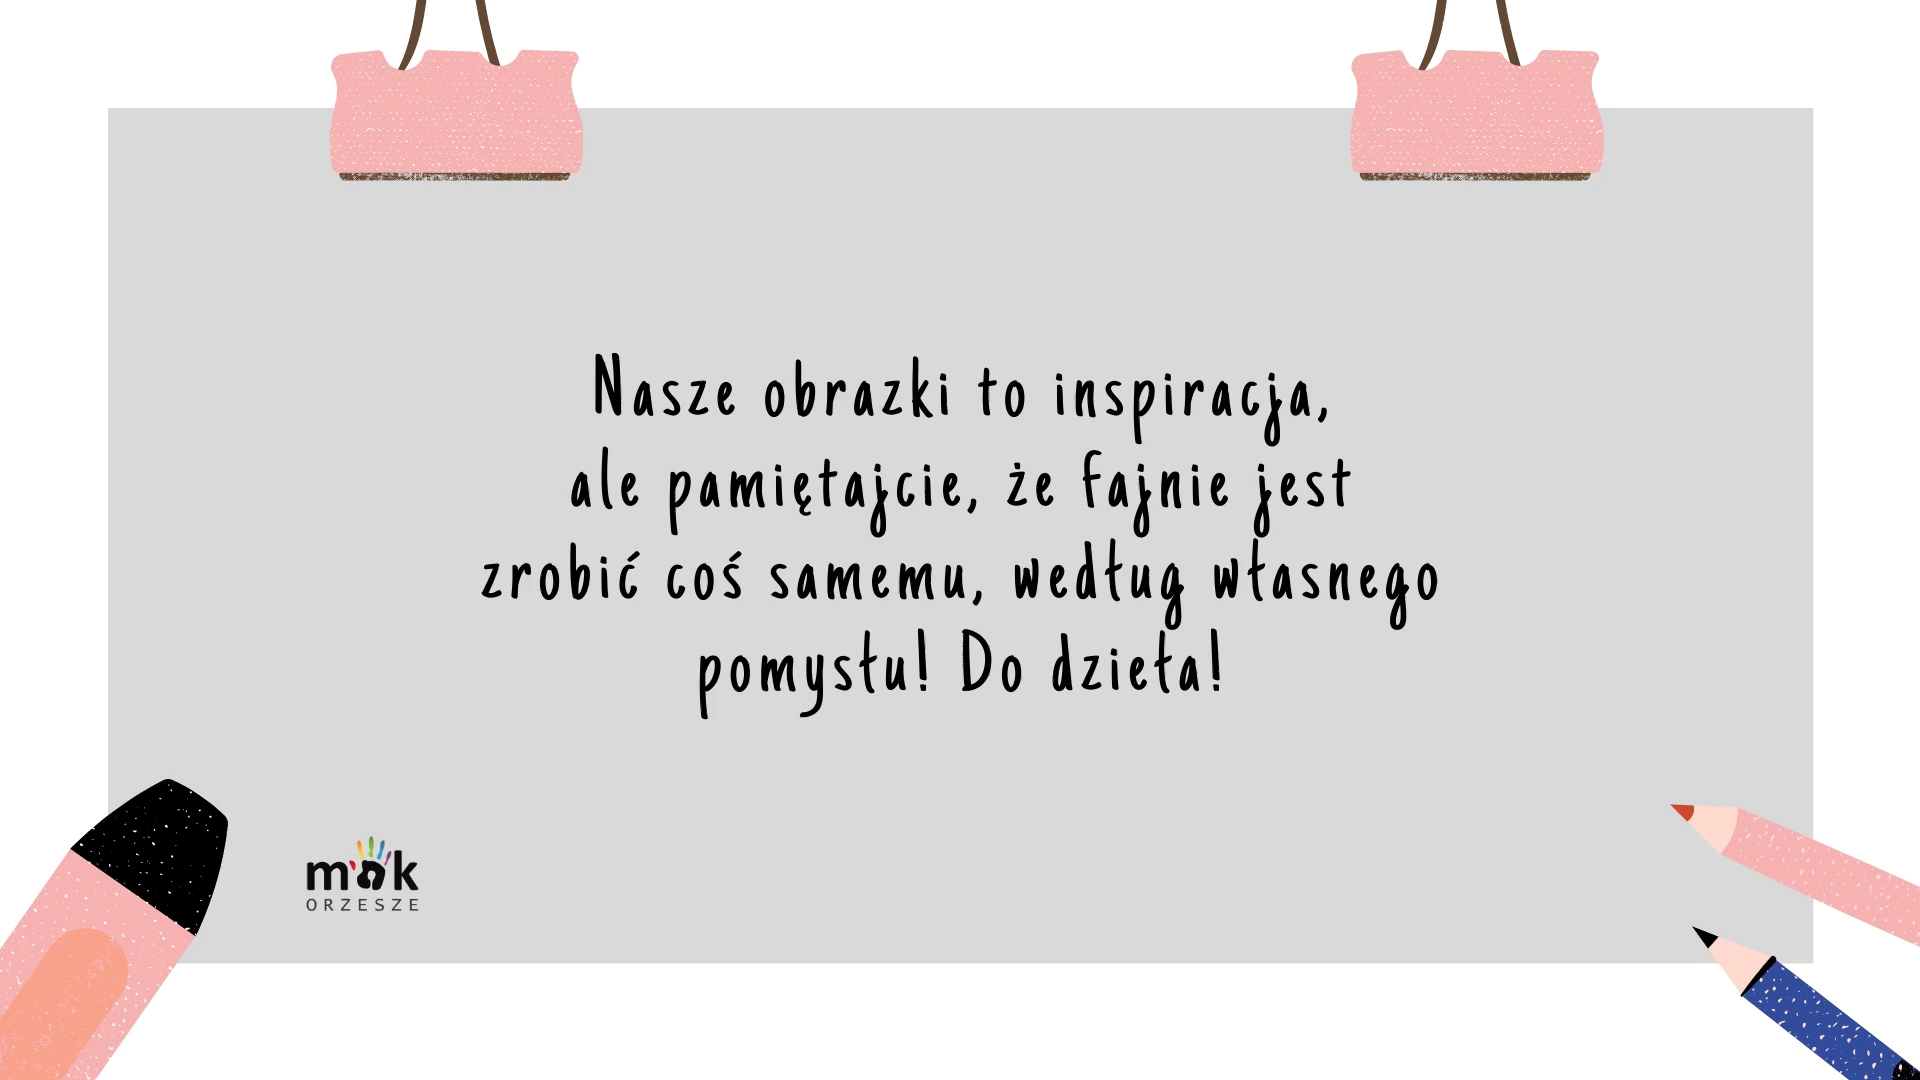 Nasze obrazki to inspiracja,
ale pamiętajcie, że fajnie jest
zrobić coś samemu, według własnego
pomysłu! Do dzieła!
mok
ORZESZE